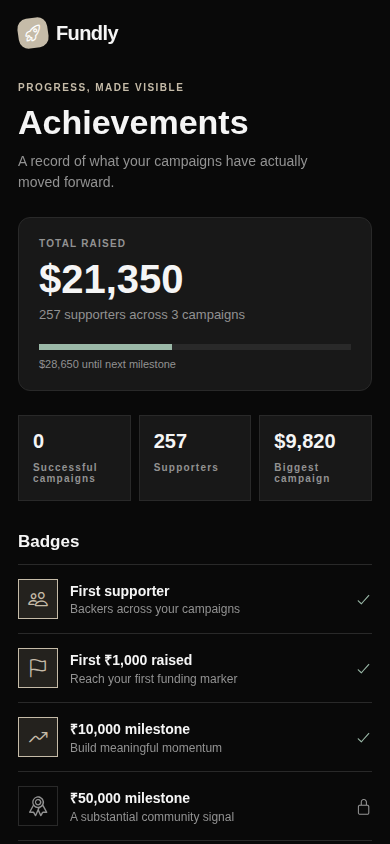 Fundly
PROGRESS, MADE VISIBLE
Achievements
A record of what your campaigns have actually
moved forward.
TOTAL RAISED
$21,350
257 supporters across 3 campaigns
$28,650 until next milestone
0
Successful
campaigns
257
Supporters
$9,820
Biggest
campaign
Badges
First supporter
Backers across your campaigns
First ₹1,000 raised
Reach your first funding marker
₹10,000 milestone
Build meaningful momentum
₹50,000 milestone
A substantial community signal